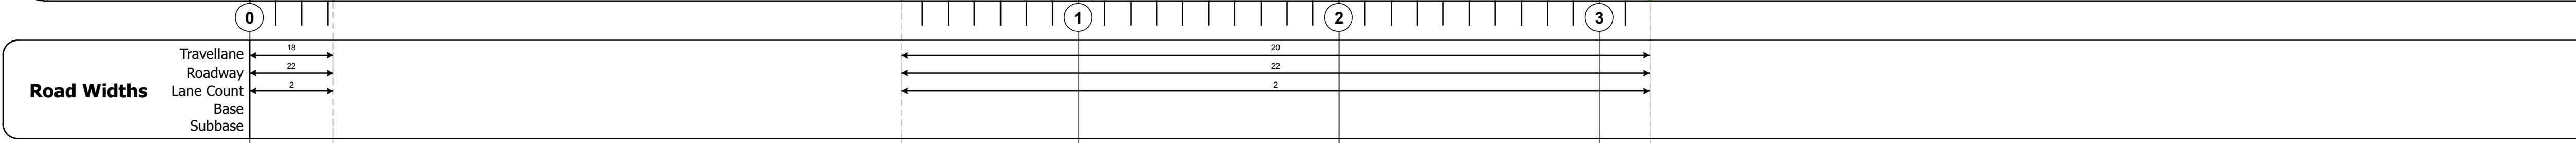 0 1 2 3
Travellane 18 20
Roadway 22 22
Road Widths Lane Count 2 2
Base
Subbase